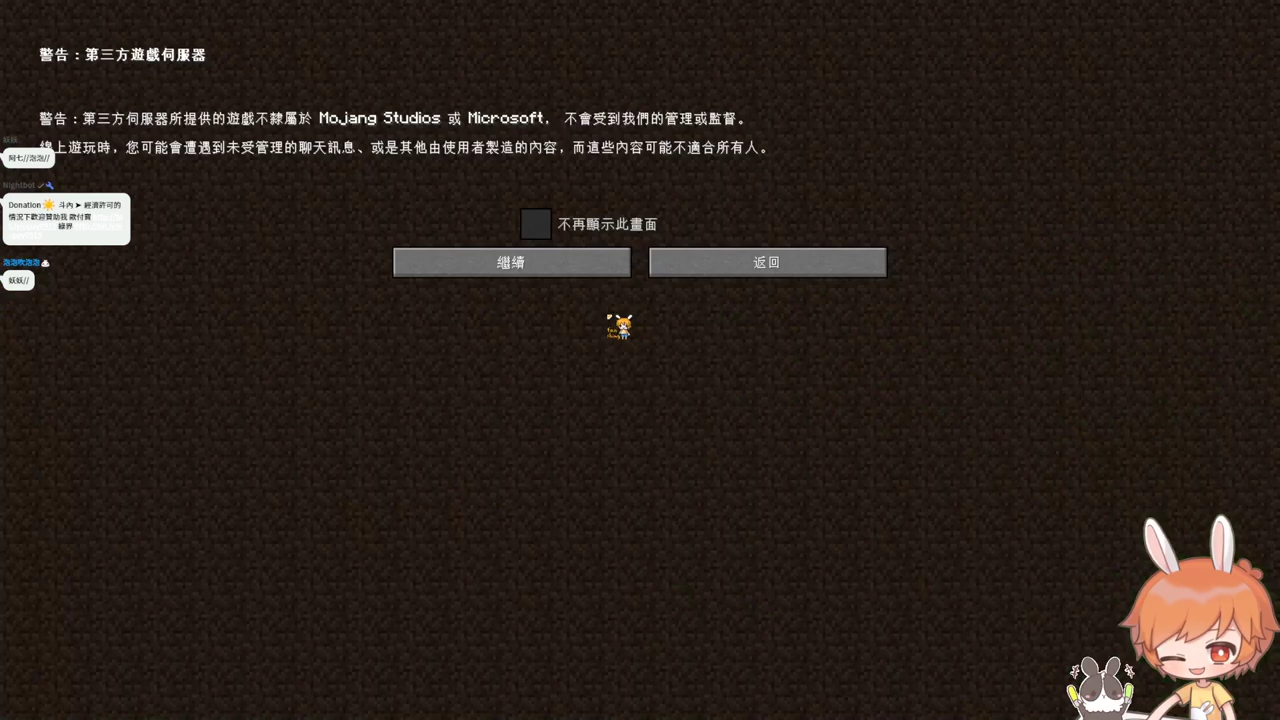 警告：第三方遊戲伺服器
警告：第三方伺服器所提供的遊戲不隸屬於 Mojang Studios 或 Microsoft， 不會受到我們的管理或監督。
線上遊玩時，您可能會遭遇到未受管理的聊天訊息、或是其他由使用者製造的內容，而這些內容可能不適合所有人。
阿七//泡泡//
Nightbot
Donation 斗內 ➤ 經濟許可的
情況下歡迎贊助我 歐付寶
綠界
泡泡吹泡泡
妖妖//
不再顯示此畫面
繼續
返回